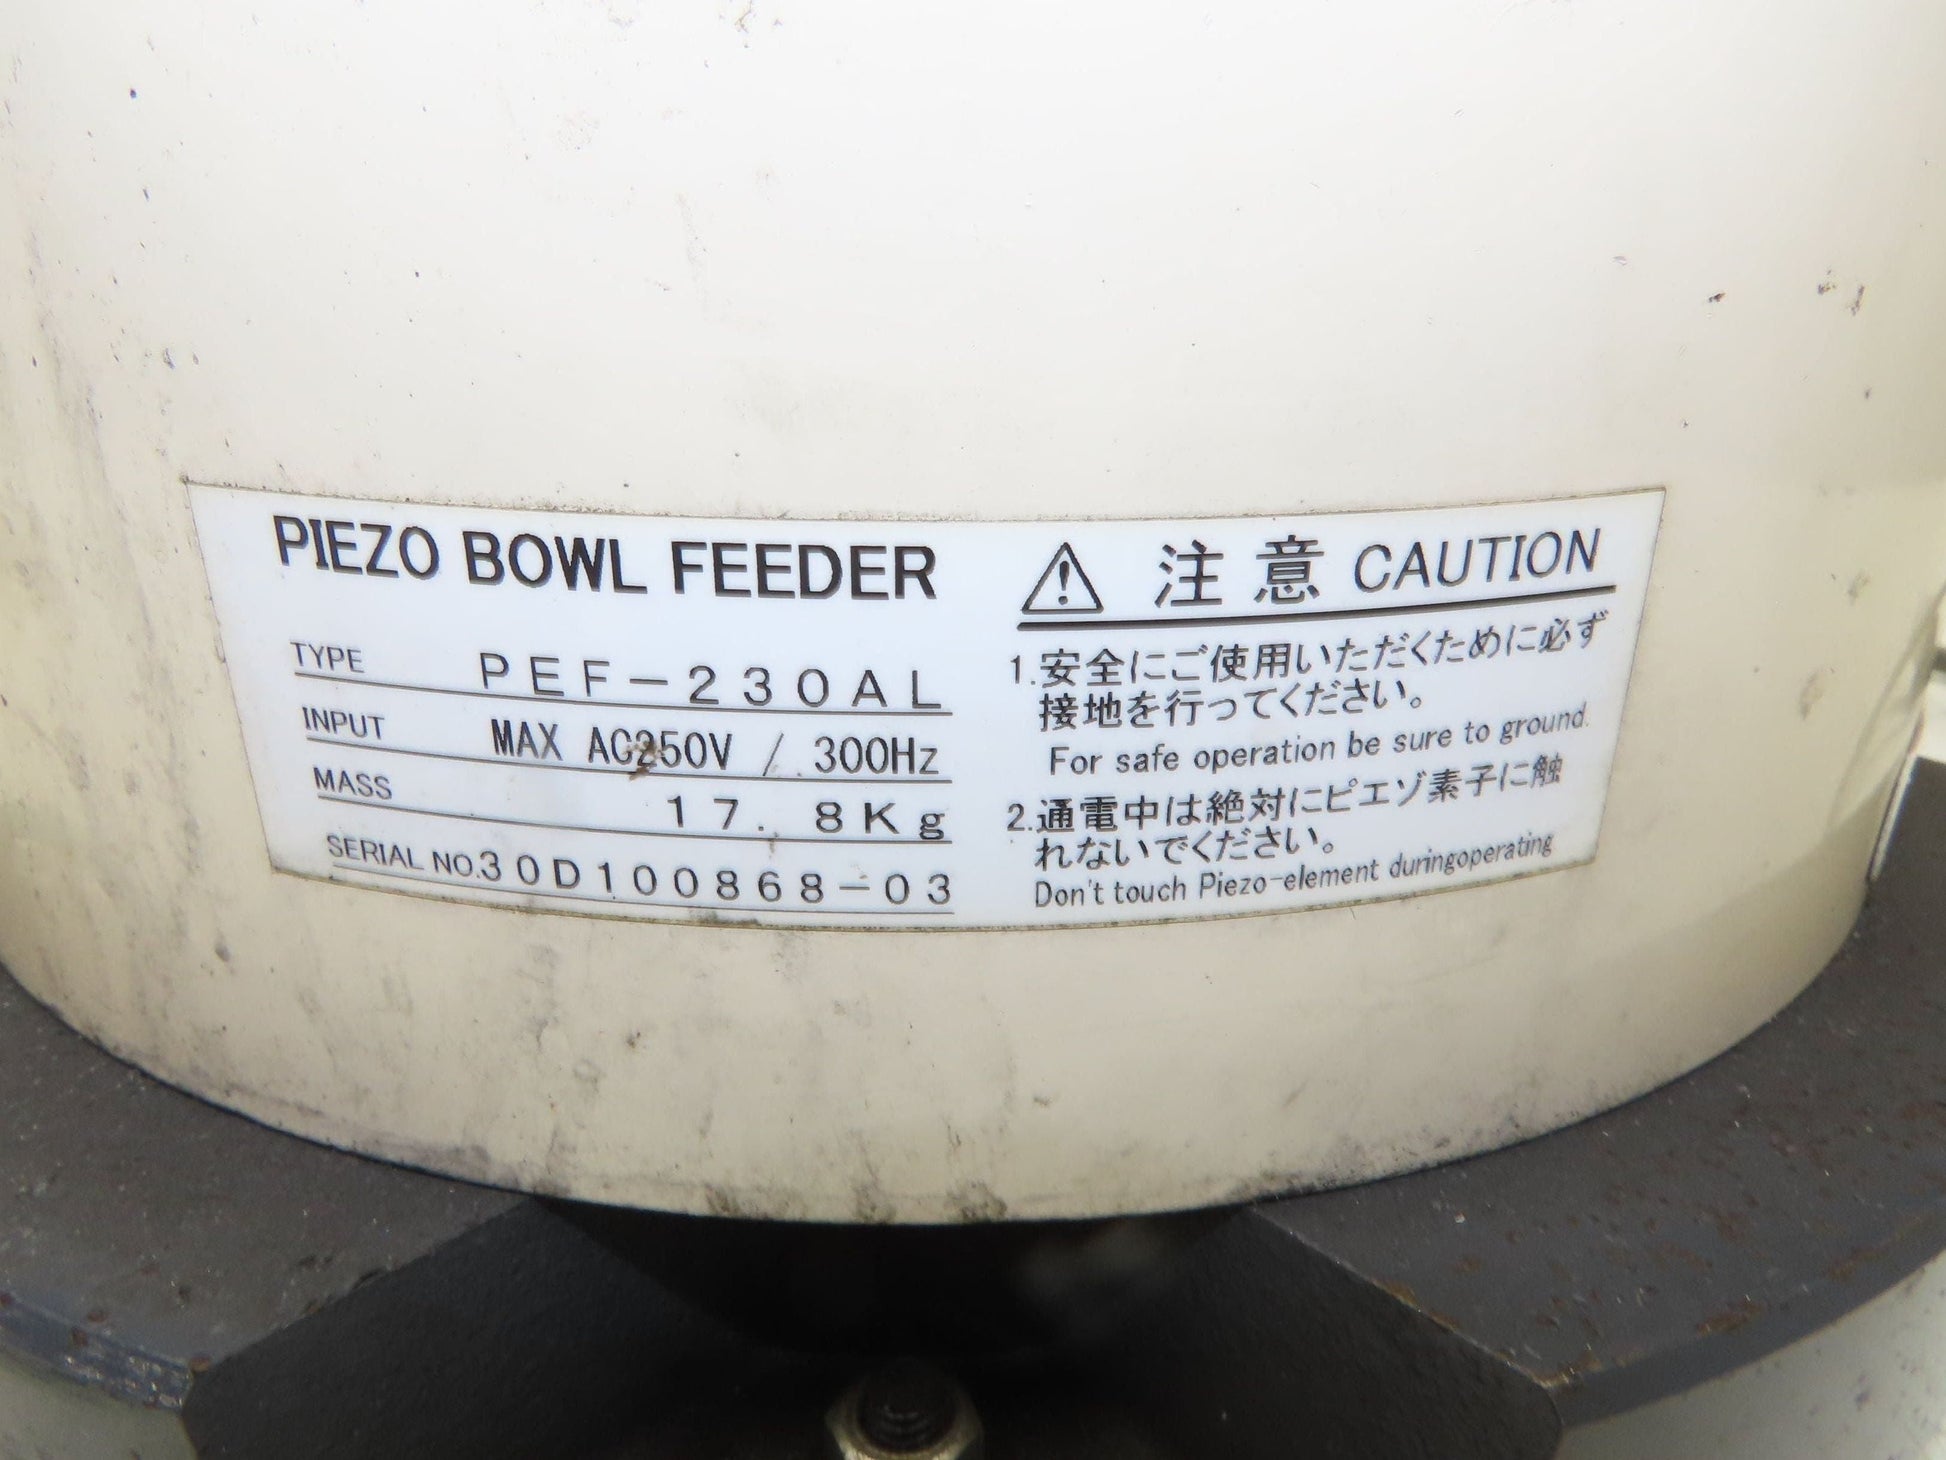 PIEZO BOWL FEEDER
TYPE PEF-230AL
INPUT MAX AC250V / 300Hz
MASS 17.8Kg
SERIAL NO.30D100868-03
注意 CAUTION
1.安全にご使用いただくために必ず
接地を行ってください。
For safe operation be sure to ground.
2.通電中は絶対にピエゾ素子に触
れないでください。
Don't touch Piezo-element duringoperating